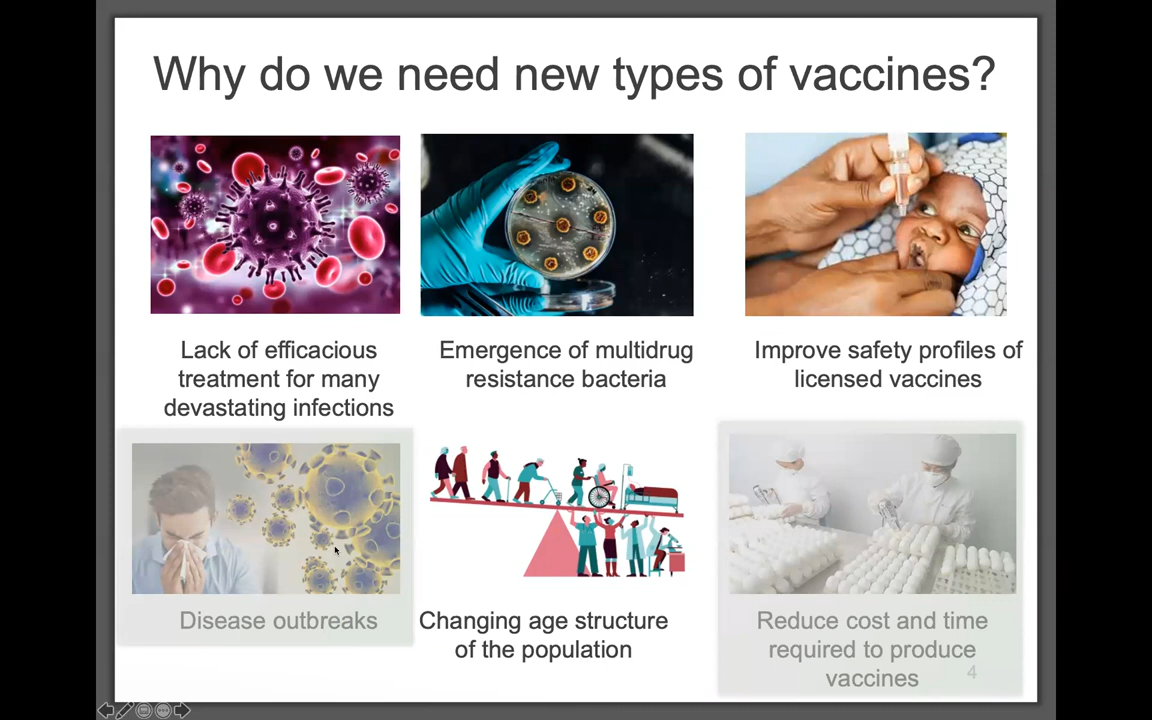 Why do we need new types of vaccines?
Lack of efficacious
treatment for many
devastating infections
Emergence of multidrug
resistance bacteria
Improve safety profiles of
licensed vaccines
Disease outbreaks
Changing age structure
of the population
Reduce cost and time
required to produce
vaccines
4